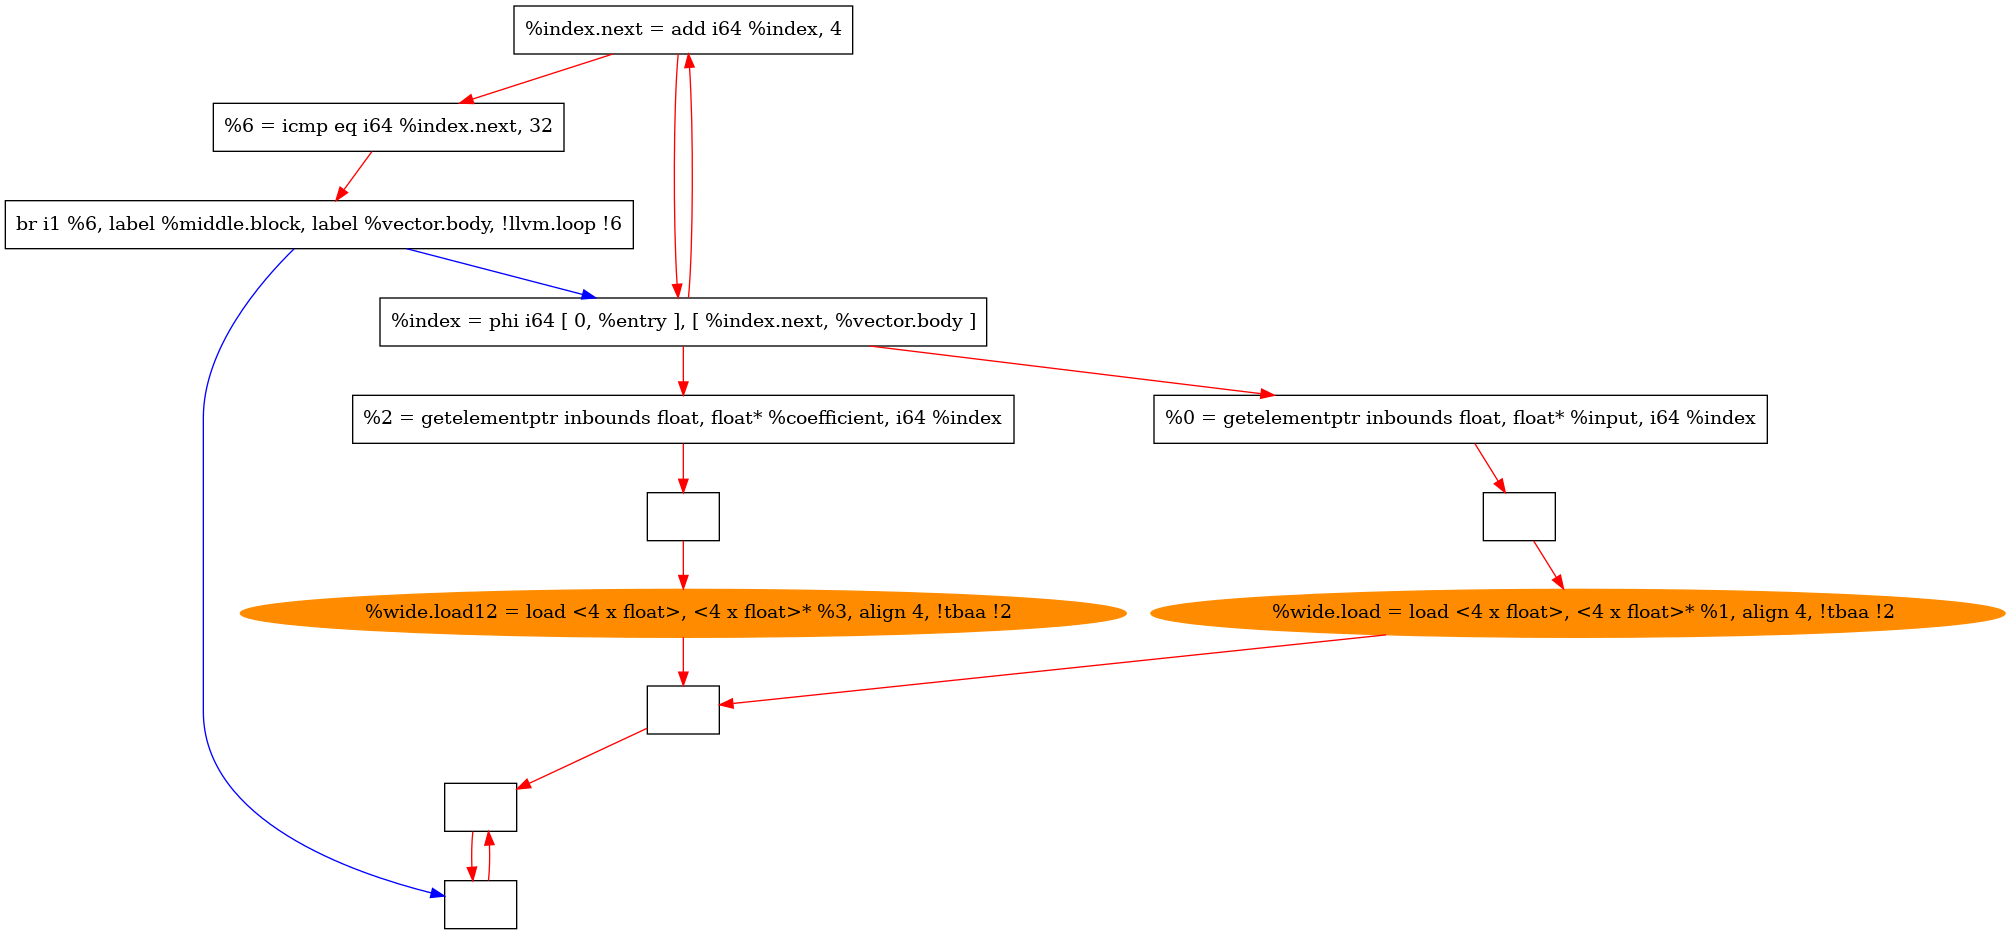 %index.next = add i64 %index, 4
%6 = icmp eq i64 %index.next, 32
br i1 %6, label %middle.block, label %vector.body, !llvm.loop !6
%index = phi i64 [ 0, %entry ], [ %index.next, %vector.body ]
%2 = getelementptr inbounds float, float* %coefficient, i64 %index
%0 = getelementptr inbounds float, float* %input, i64 %index
%wide.load12 = load <4 x float>, <4 x float>* %3, align 4, !tbaa !2
%wide.load = load <4 x float>, <4 x float>* %1, align 4, !tbaa !2